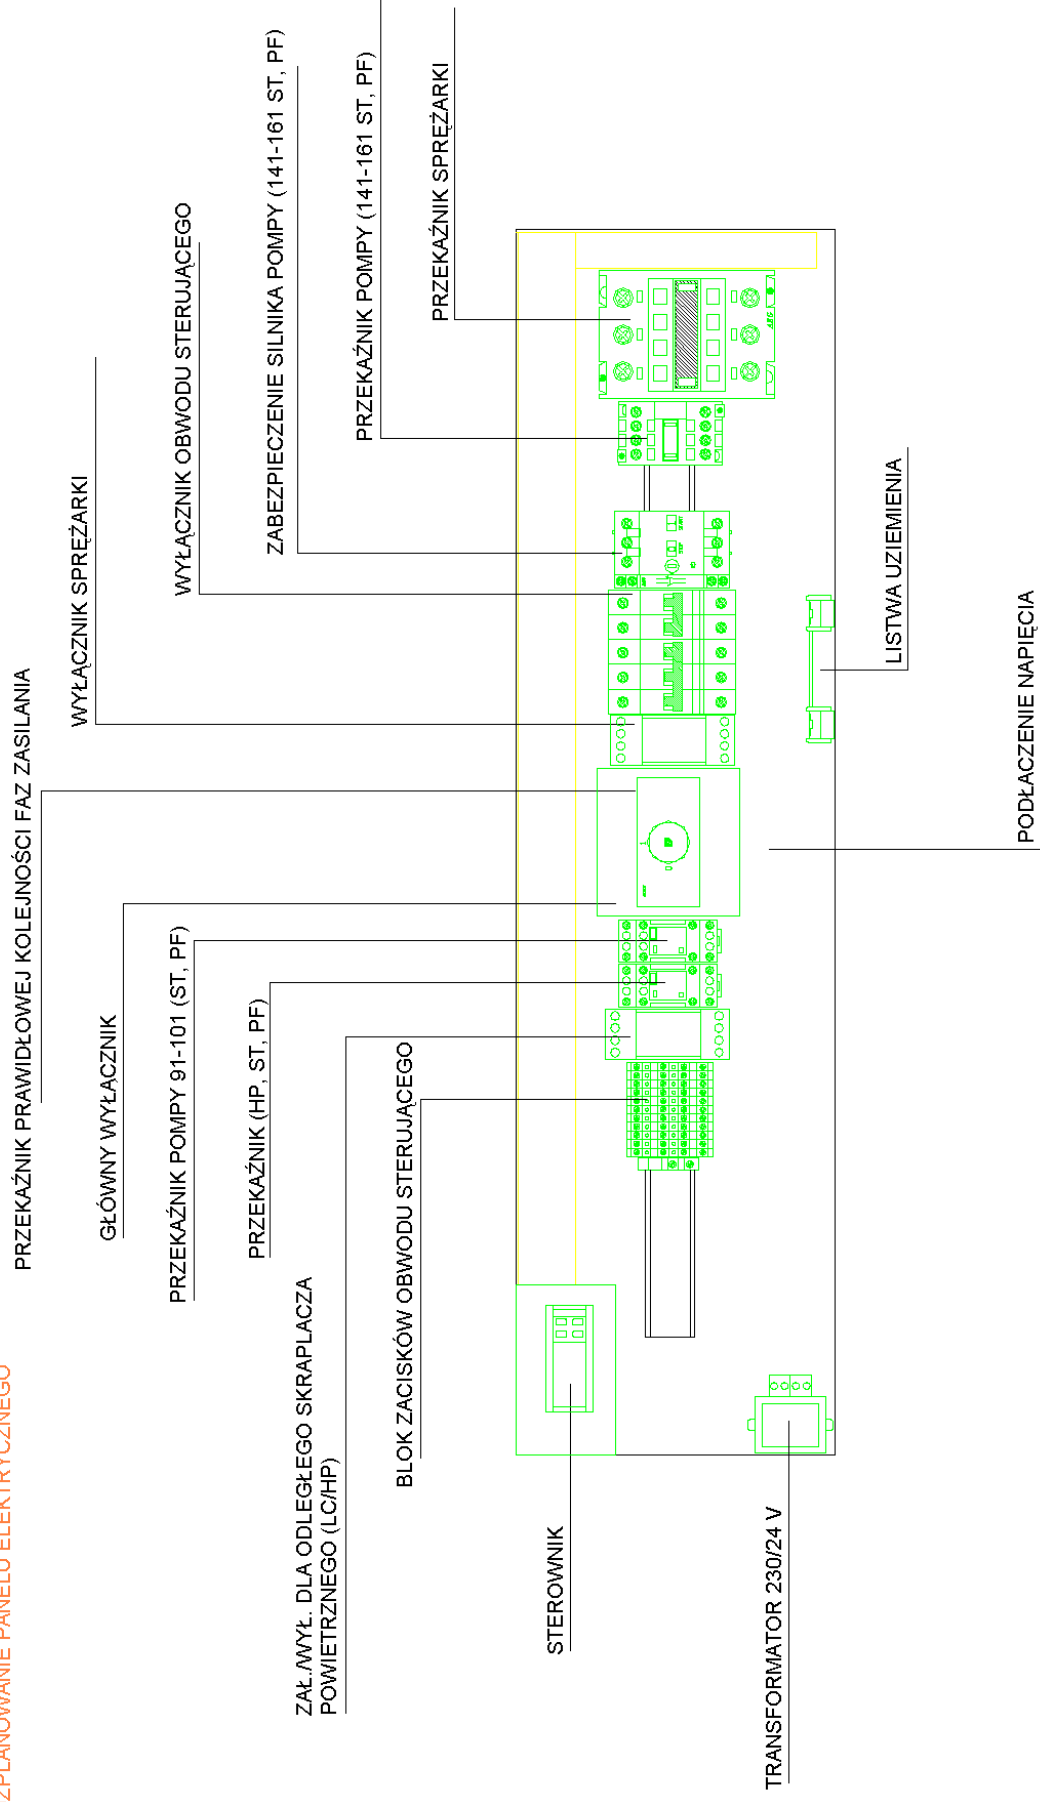 ZPLANOWANIE PANELU ELEKTRYCZNEGO
PRZEKAŹNIK PRAWIDŁOWEJ KOLEJNOŚCI FAZ ZASILANIA
WYŁĄCZNIK SPRĘŻARKI
GŁÓWNY WYŁACZNIK
WYŁĄCZNIK OBWODU STERUJĄCEGO
PRZEKAŹNIK POMPY 91-101 (ST, PF)
ZABEZPIECZENIE SILNIKA POMPY (141-161 ST, PF)
PRZEKAŹNIK (HP, ST, PF)
ZAŁ./WYŁ. DLA ODLEGŁEGO SKRAPLACZA
POWIETRZNEGO (LC/HP)
PRZEKAŹNIK POMPY (141-161 ST, PF)
BLOK ZACISKÓW OBWODU STERUJĄCEGO
PRZEKAŹNIK SPRĘŻARKI
STEROWNIK
TRANSFORMATOR 230/24 V
LISTWA UZIEMIENIA
PODŁACZENIE NAPIĘCIA
AEG